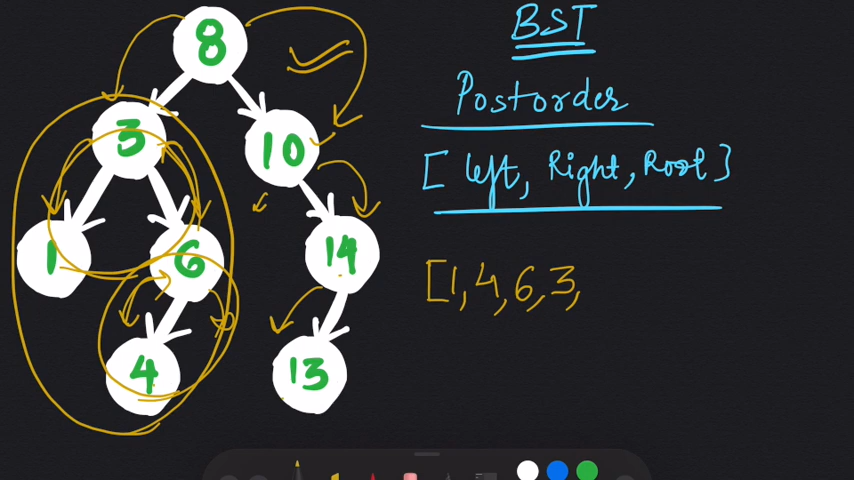 BST
Postorder
[ left, Right, Root ]
8
3
10
1
6
14
[1, 4, 6, 3,
4
13